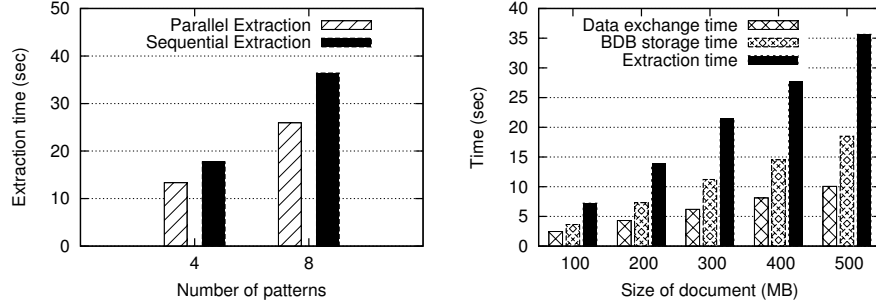 50
40
30
20
10
0
Extraction time (sec)
Parallel Extraction
Sequential Extraction
4 8
Number of patterns
40
35
30
25
20
15
10
5
0
Time (sec)
Data exchange time
BDB storage time
Extraction time
100 200 300 400 500
Size of document (MB)